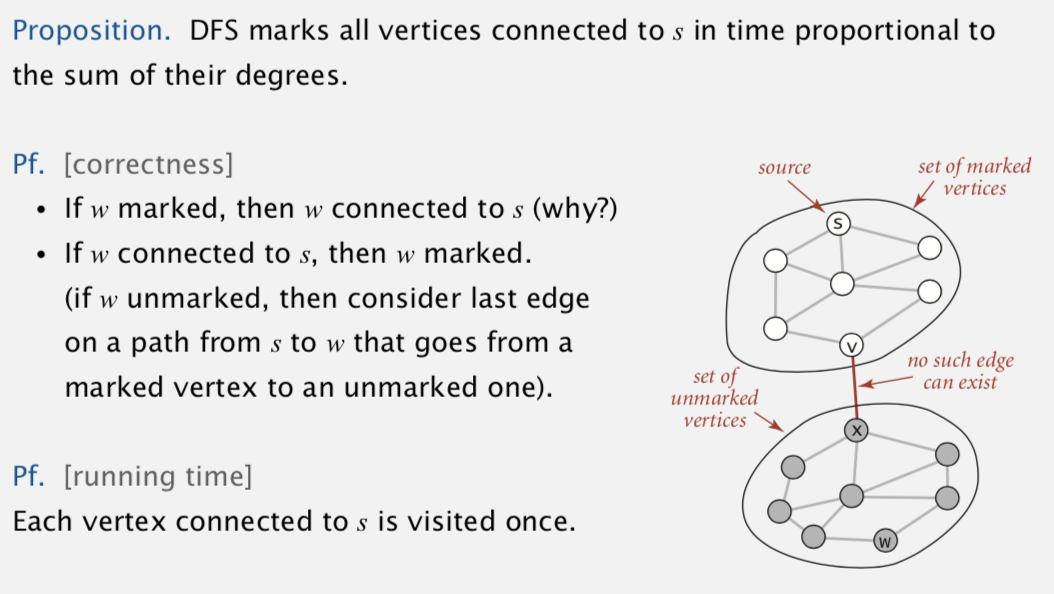 Proposition. DFS marks all vertices connected to s in time proportional to
the sum of their degrees.
Pf. [correctness]
• If w marked, then w connected to s (why?)
• If w connected to s, then w marked.
(if w unmarked, then consider last edge
on a path from s to w that goes from a
marked vertex to an unmarked one).
Pf. [running time]
Each vertex connected to s is visited once.
source
set of marked
vertices
s
v
no such edge
can exist
set of
unmarked
vertices
x
w